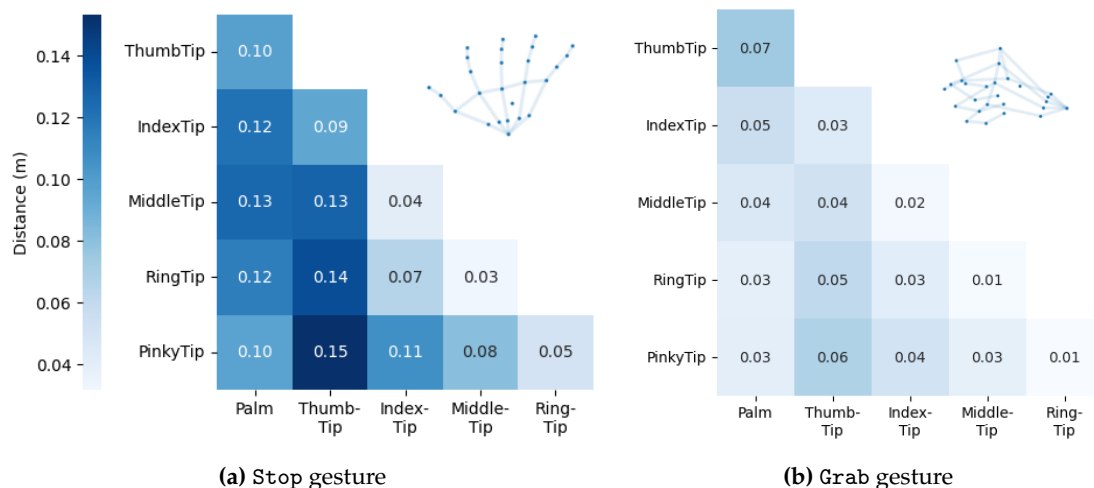 Distance (m)
0.14
0.12
0.10
0.08
0.06
0.04
ThumbTip 0.10
IndexTip 0.12 0.09
MiddleTip 0.13 0.13 0.04
RingTip 0.12 0.14 0.07 0.03
PinkyTip 0.10 0.15 0.11 0.08 0.05
Palm Thumb- Index- Middle- Ring-
Tip Tip Tip Tip
(a) Stop gesture
ThumbTip 0.07
IndexTip 0.05 0.03
MiddleTip 0.04 0.04 0.02
RingTip 0.03 0.05 0.03 0.01
PinkyTip 0.03 0.06 0.04 0.03 0.01
Palm Thumb- Index- Middle- Ring-
Tip Tip Tip Tip
(b) Grab gesture